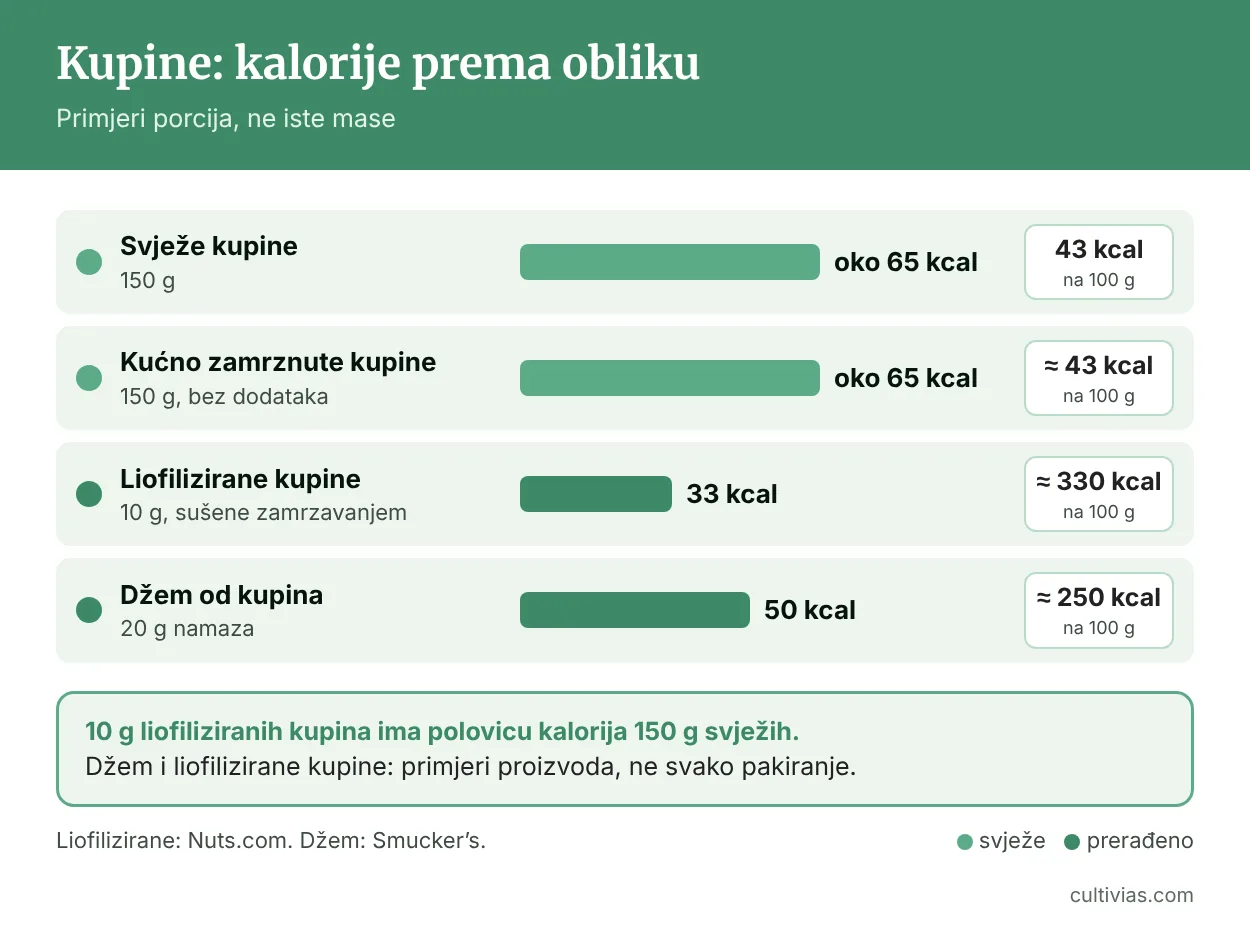 Kupine: kalorije prema obliku
Primjeri porcija, ne iste mase
Svježe kupine
150 g
oko 65 kcal
43 kcal
na 100 g
Kućno zamrznute kupine
150 g, bez dodataka
oko 65 kcal
≈ 43 kcal
na 100 g
Liofilizirane kupine
10 g, sušene zamrzavanjem
33 kcal
≈ 330 kcal
na 100 g
Džem od kupina
20 g namaza
50 kcal
≈ 250 kcal
na 100 g
10 g liofiliziranih kupina ima polovicu kalorija 150 g svježih.
Džem i liofilizirane kupine: primjeri proizvoda, ne svako pakiranje.
Liofilizirane: Nuts.com. Džem: Smucker’s.
svježe
prerađeno
cultivias.com